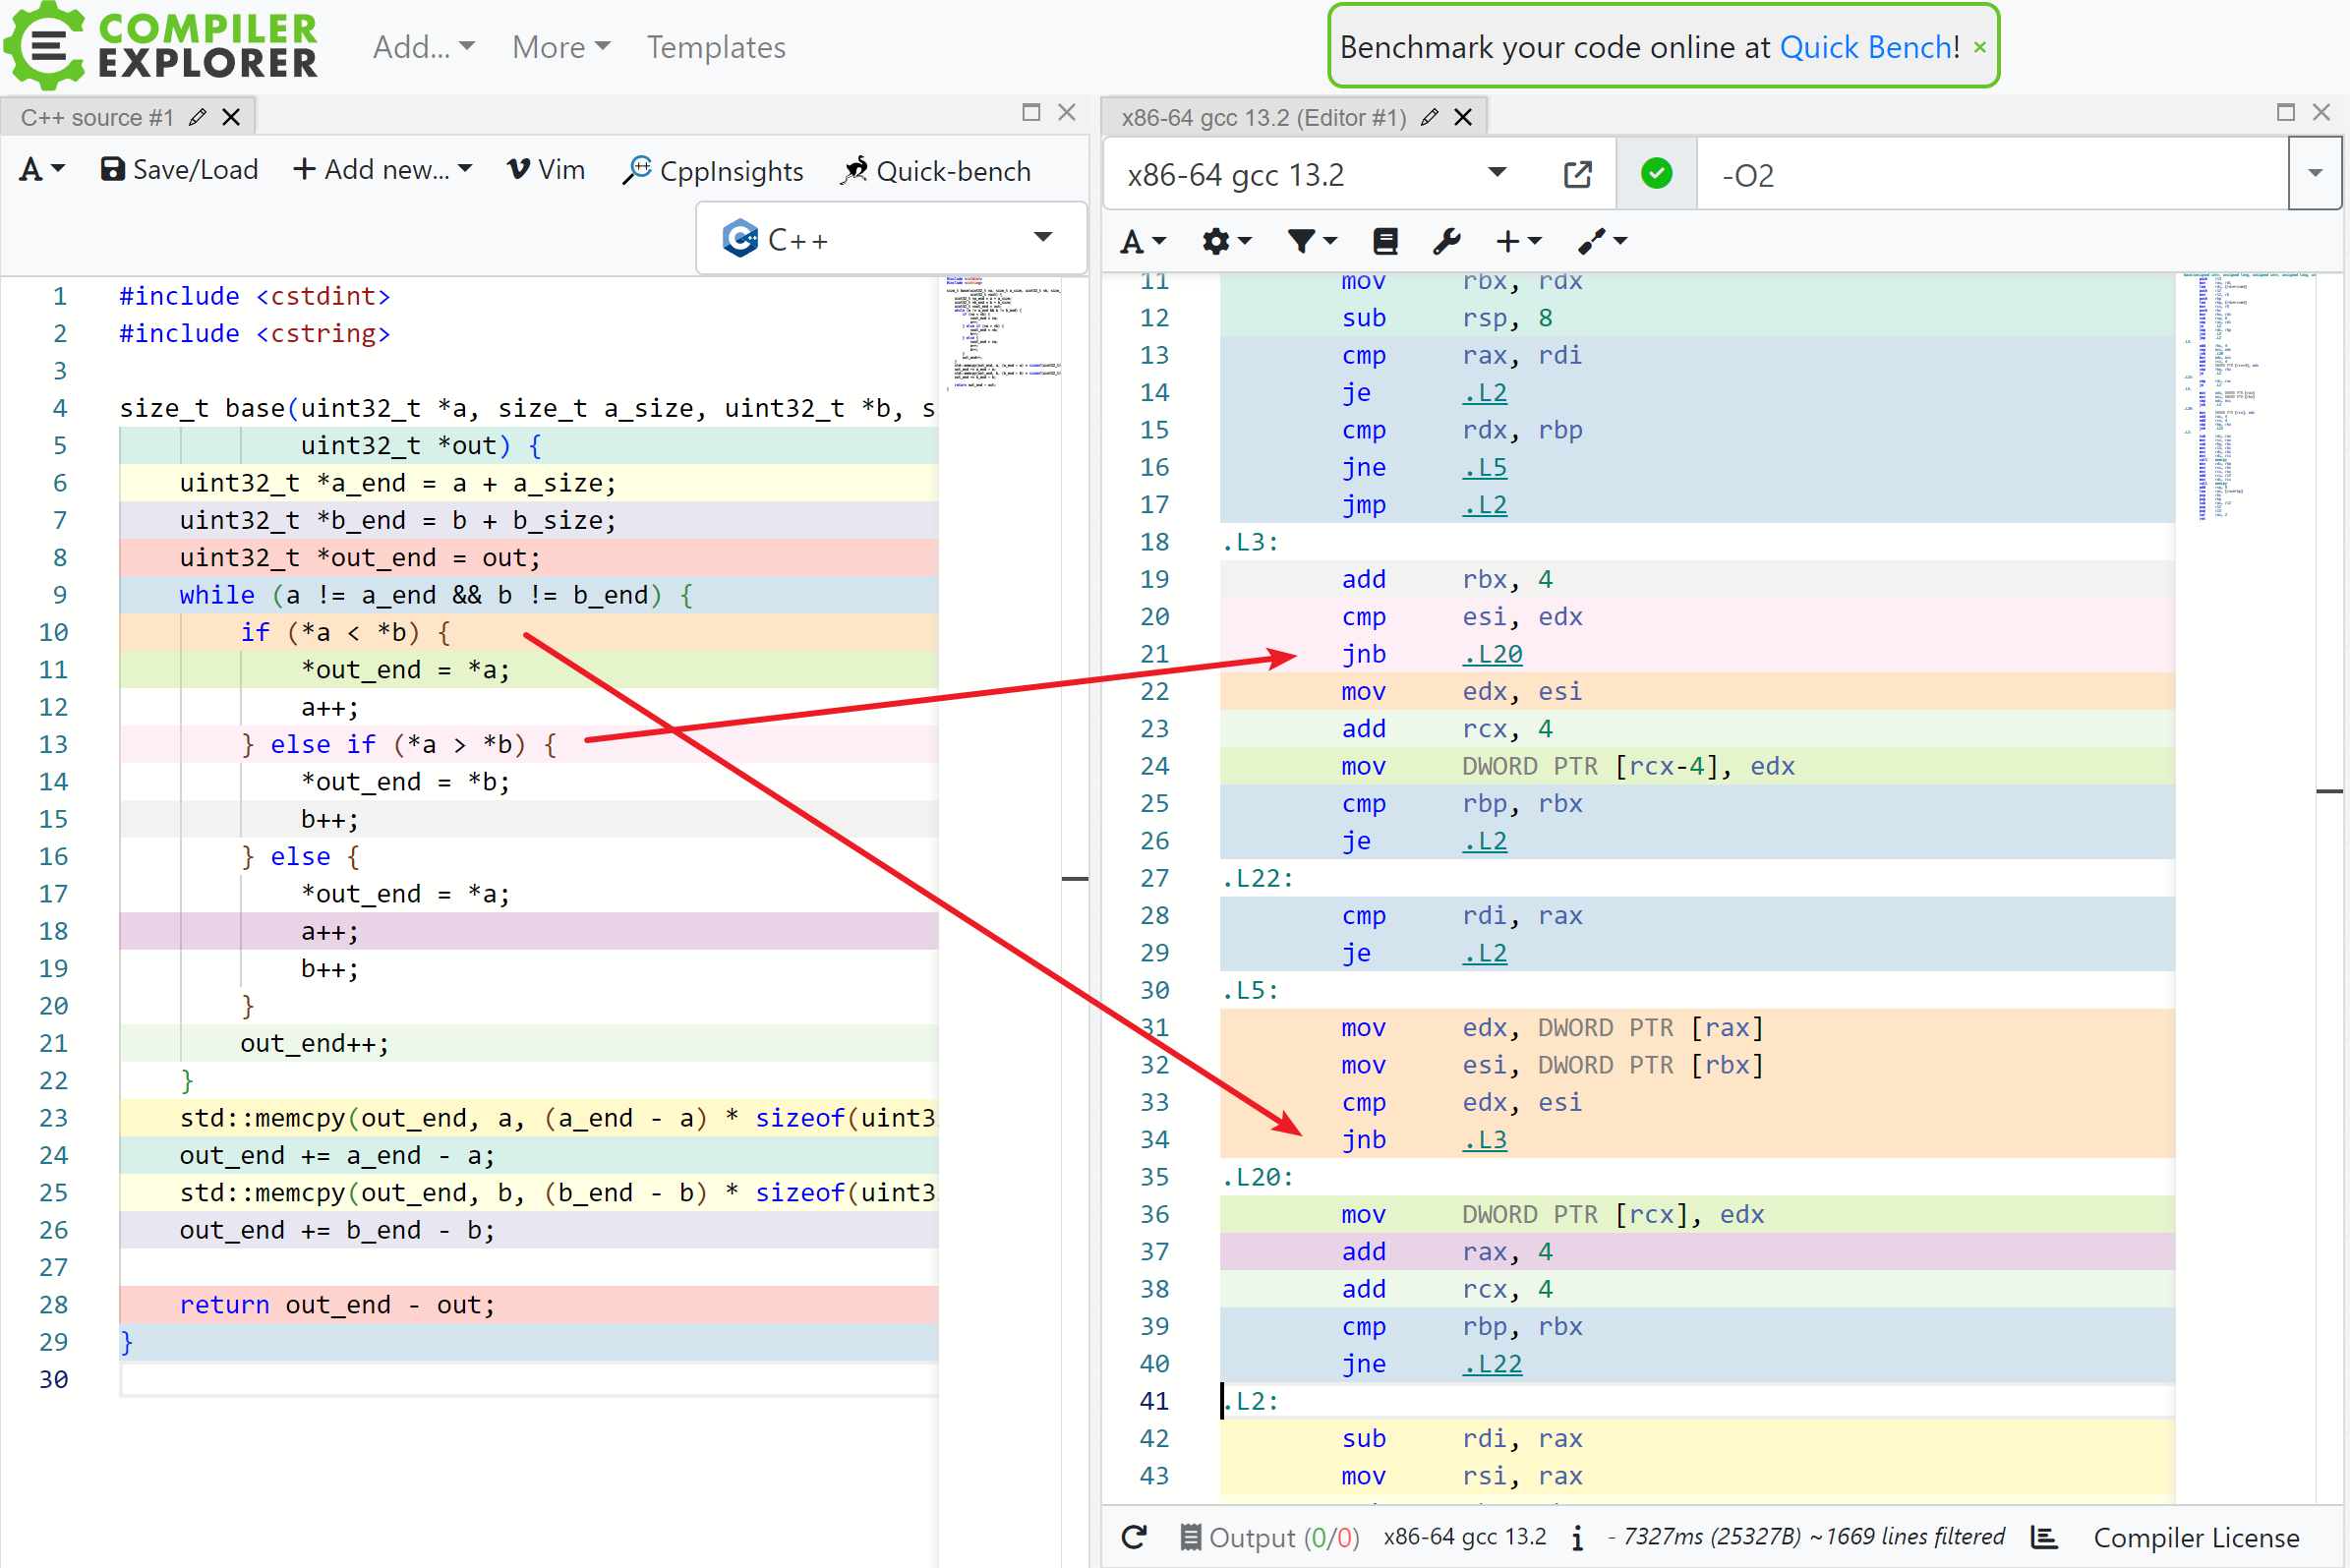 COMPILER
EXPLORER
Add...
More
Templates
Benchmark your code online at Quick Bench! ×
C++ source #1
x86-64 gcc 13.2 (Editor #1)
A
Save/Load
+ Add new...
Vim
CppInsights
Quick-bench
C++
x86-64 gcc 13.2
-O2
A
1 #include <cstdint>
2 #include <cstring>
3
4 size_t base(uint32_t *a, size_t a_size, uint32_t *b, s
5 uint32_t *out) {
6 uint32_t *a_end = a + a_size;
7 uint32_t *b_end = b + b_size;
8 uint32_t *out_end = out;
9 while (a != a_end && b != b_end) {
10 if (*a < *b) {
11 *out_end = *a;
12 a++;
13 } else if (*a > *b) {
14 *out_end = *b;
15 b++;
16 } else {
17 *out_end = *a;
18 a++;
19 b++;
20 }
21 out_end++;
22 }
23 std::memcpy(out_end, a, (a_end - a) * sizeof(uint3
24 out_end += a_end - a;
25 std::memcpy(out_end, b, (b_end - b) * sizeof(uint3
26 out_end += b_end - b;
27
28 return out_end - out;
29 }
30
11 mov rbx, rdx
12 sub rsp, 8
13 cmp rax, rdi
14 je .L2
15 cmp rdx, rbp
16 jne .L5
17 jmp .L2
18 .L3:
19 add rbx, 4
20 cmp esi, edx
21 jnb .L20
22 mov edx, esi
23 add rcx, 4
24 mov DWORD PTR [rcx-4], edx
25 cmp rbp, rbx
26 je .L2
27 .L22:
28 cmp rdi, rax
29 je .L2
30 .L5:
31 mov edx, DWORD PTR [rax]
32 mov esi, DWORD PTR [rbx]
33 cmp edx, esi
34 jnb .L3
35 .L20:
36 mov DWORD PTR [rcx], edx
37 add rax, 4
38 add rcx, 4
39 cmp rbp, rbx
40 jne .L22
41 .L2:
42 sub rdi, rax
43 mov rsi, rax
Output (0/0) x86-64 gcc 13.2 i - 7327ms (25327B) ~1669 lines filtered Compiler License